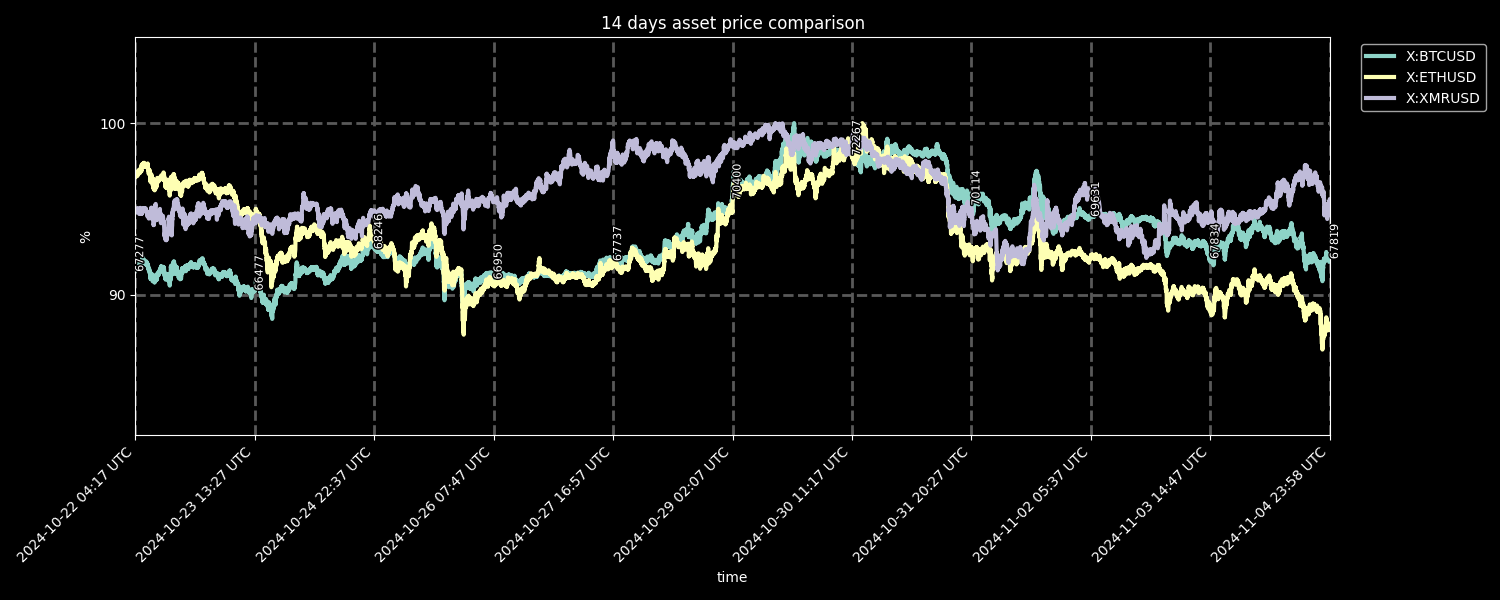 14 days asset price comparison
X:BTCUSD
X:ETHUSD
X:XMRUSD
100
90
%
67277
66477
68246
66950
67737
70400
72267
70114
69631
67834
67819
2024-10-22 04:17 UTC
2024-10-23 13:27 UTC
2024-10-24 22:37 UTC
2024-10-26 07:47 UTC
2024-10-27 16:57 UTC
2024-10-29 02:07 UTC
2024-10-30 11:17 UTC
2024-10-31 20:27 UTC
2024-11-02 05:37 UTC
2024-11-03 14:47 UTC
2024-11-04 23:58 UTC
time